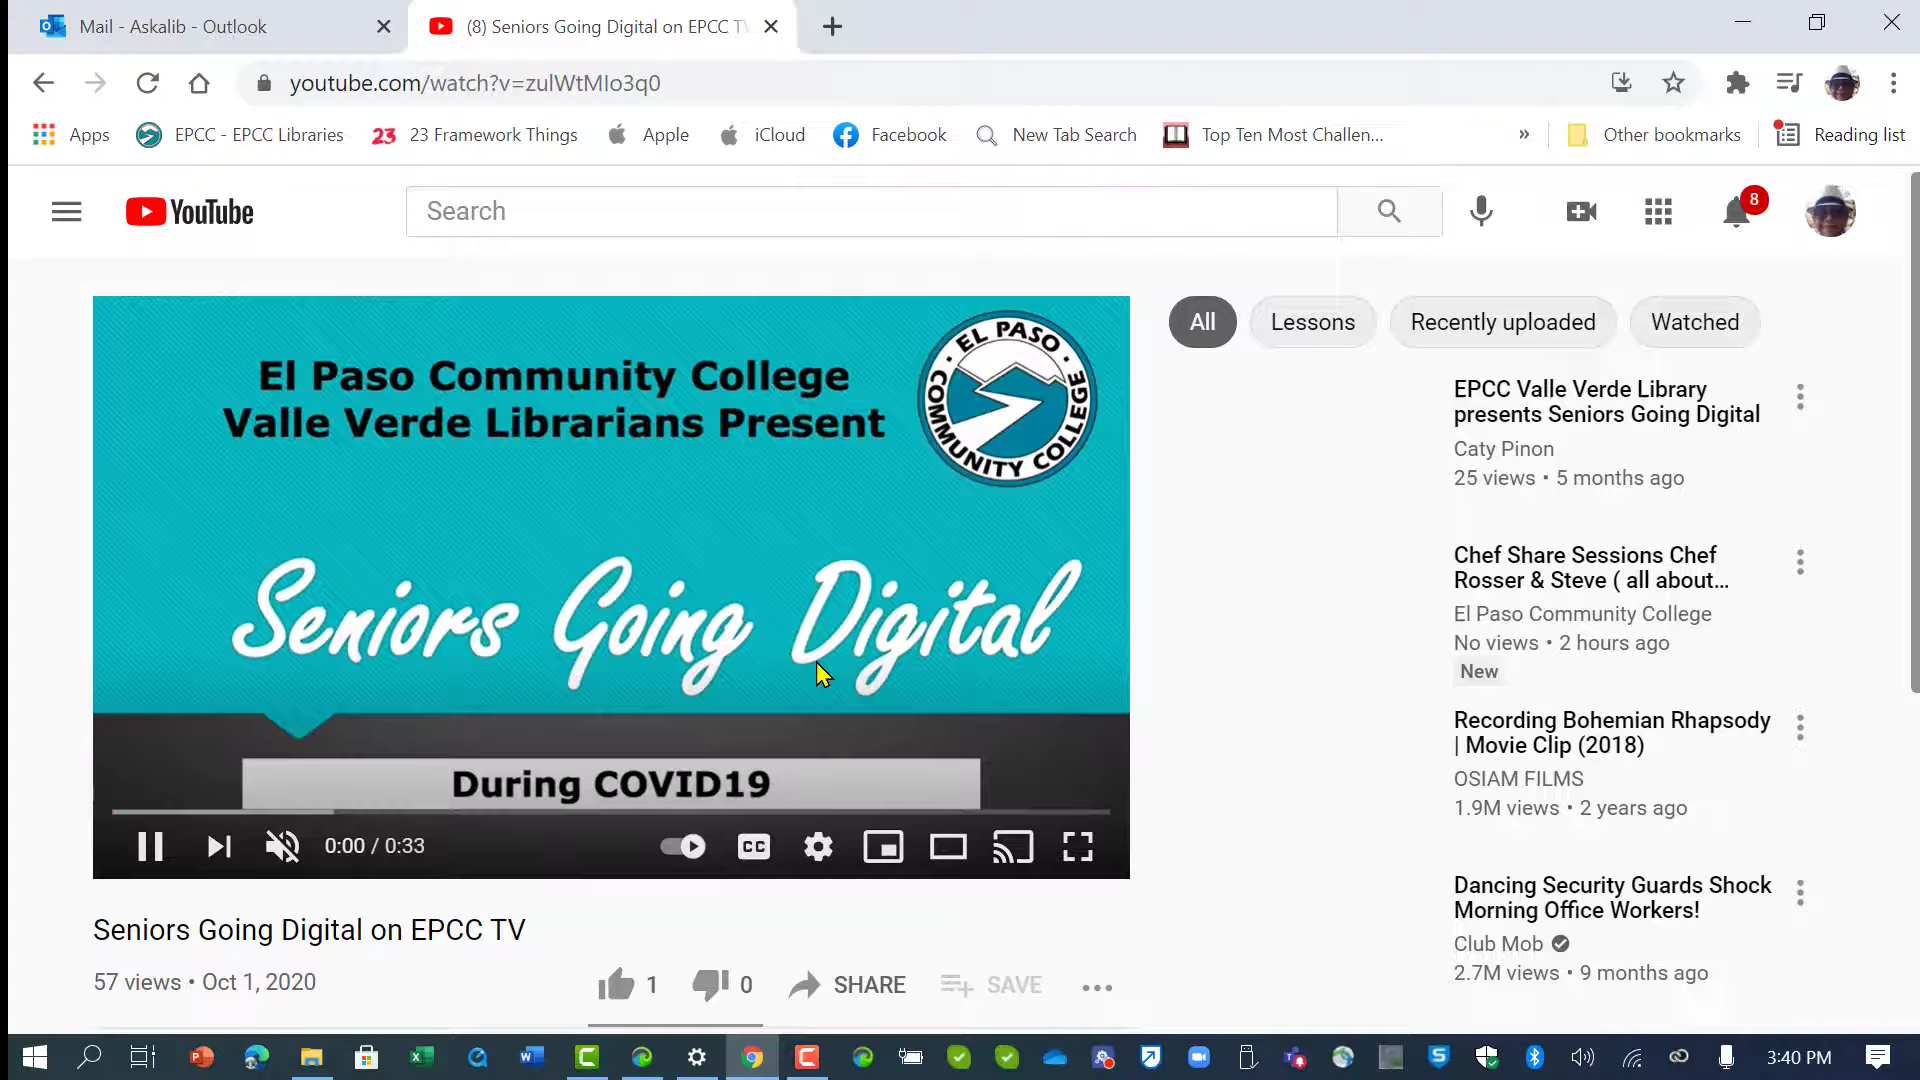 Mail - Askalib - Outlook
(8) Seniors Going Digital on EPCC T
youtube.com/watch?v=zulWtMIo3q0
Apps
EPCC - EPCC Libraries
23
23 Framework Things
Apple
iCloud
Facebook
New Tab Search
Top Ten Most Challen...
»
Other bookmarks
Reading list
YouTube
Search
8
El Paso Community College
Valle Verde Librarians Present
EL PASO
COMMUNITY COLLEGE
Seniors Going Digital
During COVID19
0:00 / 0:33
CC
Seniors Going Digital on EPCC TV
57 views • Oct 1, 2020
1
0
SHARE
SAVE
All
Lessons
Recently uploaded
Watched
EPCC Valle Verde Library
presents Seniors Going Digital
Caty Pinon
25 views • 5 months ago
Chef Share Sessions Chef
Rosser & Steve ( all about...
El Paso Community College
No views • 2 hours ago
New
Recording Bohemian Rhapsody
| Movie Clip (2018)
OSIAM FILMS
1.9M views • 2 years ago
Dancing Security Guards Shock
Morning Office Workers!
Club Mob
2.7M views • 9 months ago
3:40 PM